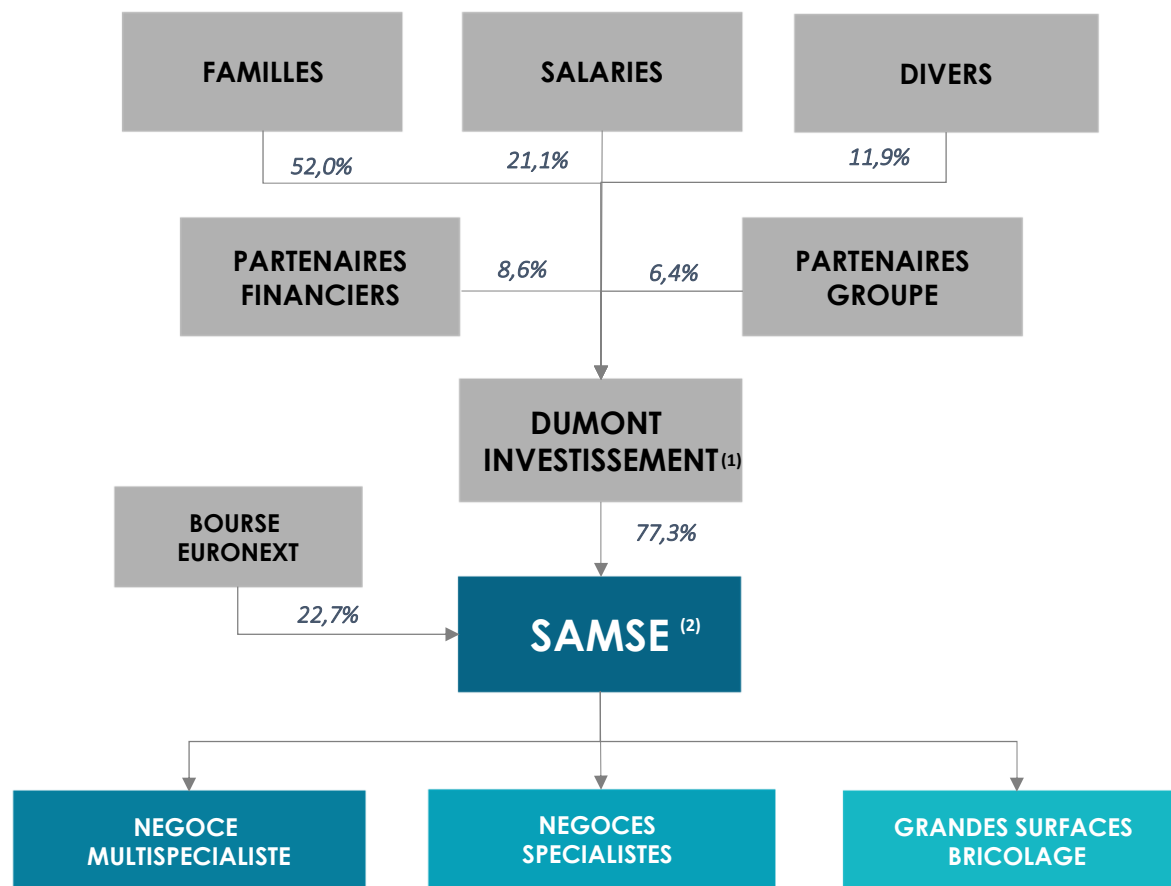 FAMILLES
SALARIES
DIVERS
52,0%
21,1%
11,9%
PARTENAIRES
FINANCIERS
8,6%
6,4%
PARTENAIRES
GROUPE
DUMONT
INVESTISSEMENT(1)
77,3%
BOURSE
EURONEXT
22,7%
SAMSE (2)
NEGOCE
MULTISPECIALISTE
NEGOCES
SPECIALISTES
GRANDES SURFACES
BRICOLAGE